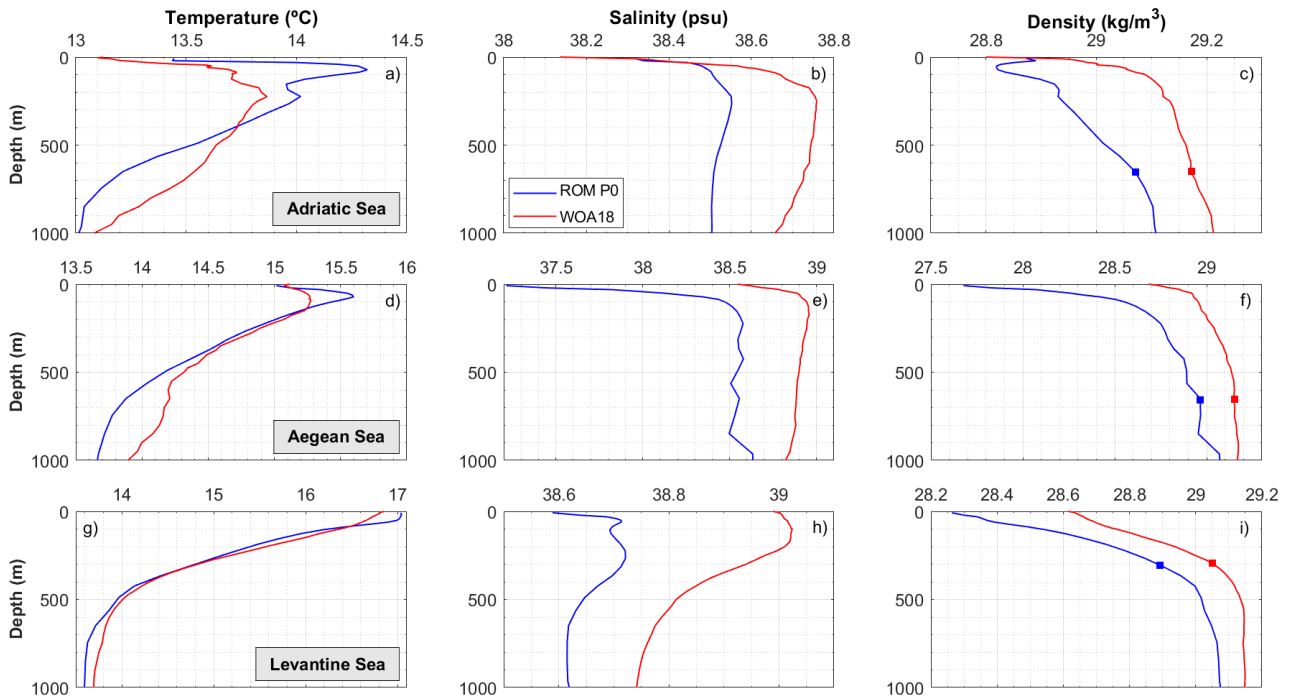 Temperature (ºC) Salinity (psu) Density (kg/m³)
13 13.5 14 14.5 38 38.2 38.4 38.6 38.8 28.8 29 29.2
0 0 0
a) b) c)
Depth (m)
500 500 500
ROM P0
WOA18
Adriatic Sea
1000 1000 1000
13.5 14 14.5 15 15.5 16 37.5 38 38.5 39 27.5 28 28.5 29
0 0 0
d) e) f)
Depth (m)
500 500 500
Aegean Sea
1000 1000 1000
14 15 16 17 38.6 38.8 39 28.2 28.4 28.6 28.8 29 29.2
0 0 0
g) h) i)
Depth (m)
500 500 500
Levantine Sea
1000 1000 1000